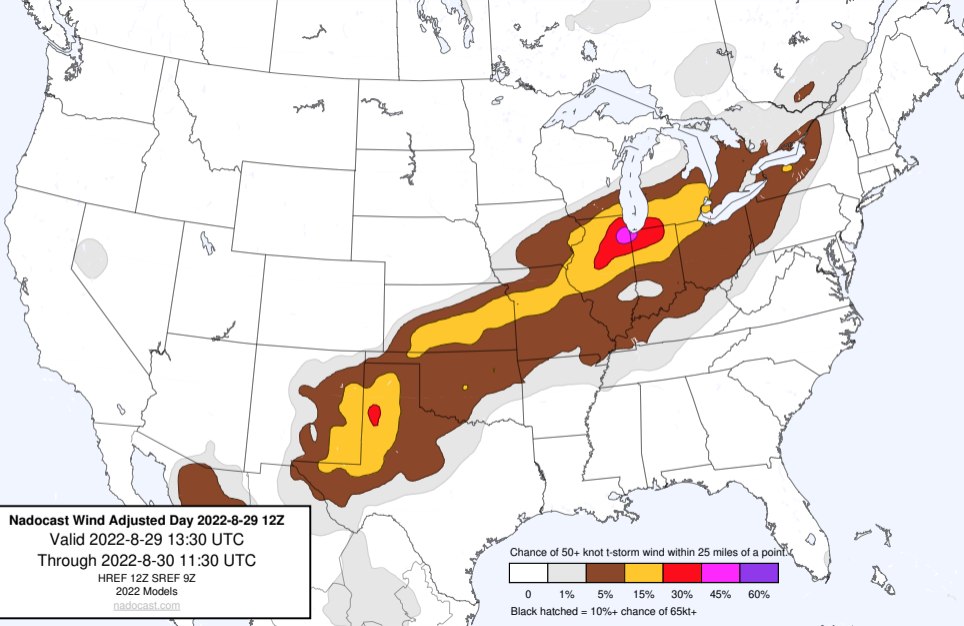 Nadocast Wind Adjusted Day 2022-8-29 12Z
Valid 2022-8-29 13:30 UTC
Through 2022-8-30 11:30 UTC
HREF 12Z SREF 9Z
2022 Models
nadocast.com
Chance of 50+ knot t-storm wind within 25 miles of a point.
0 1% 5% 15% 30% 45% 60%
Black hatched = 10%+ chance of 65kt+